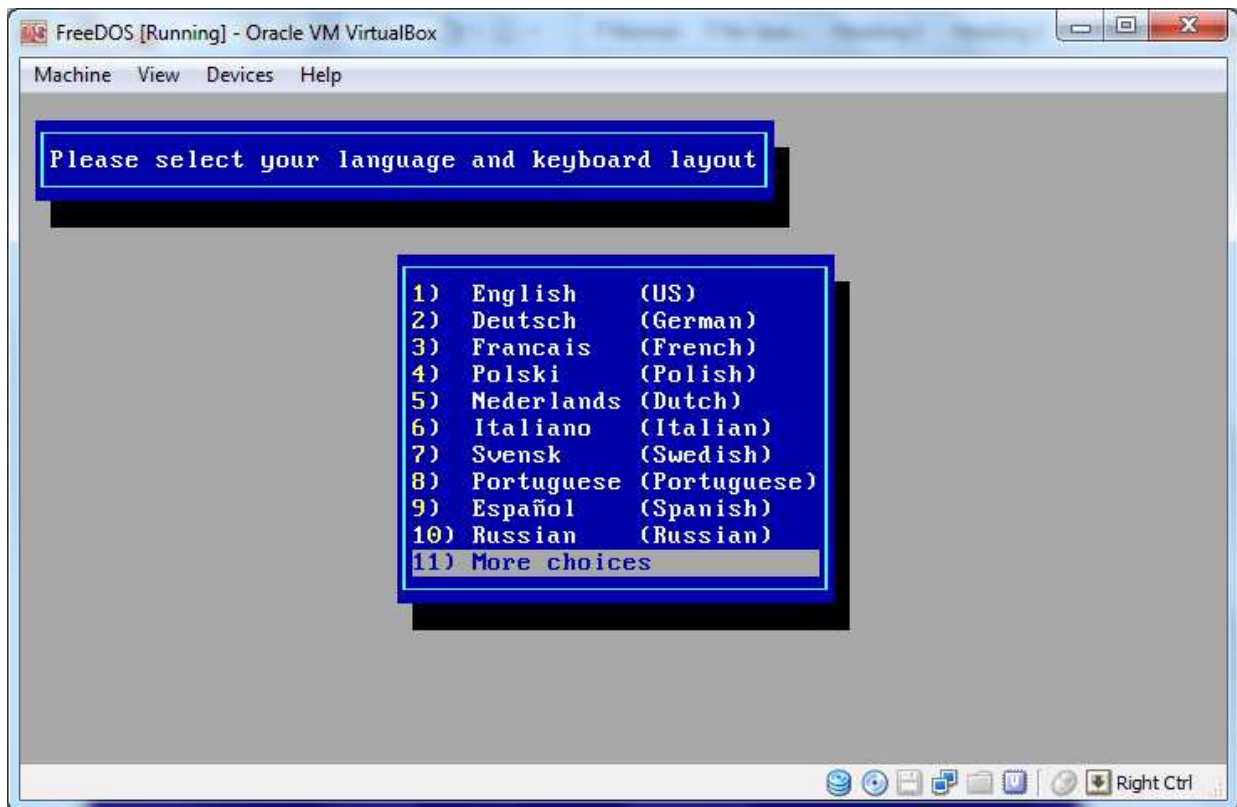 FreeDOS [Running] - Oracle VM VirtualBox
Machine View Devices Help
Please select your language and keyboard layout
1) English (US)
2) Deutsch (German)
3) Francais (French)
4) Polski (Polish)
5) Nederlands (Dutch)
6) Italiano (Italian)
7) Svensk (Swedish)
8) Portuguese (Portuguese)
9) Español (Spanish)
10) Russian (Russian)
11) More choices
Right Ctrl